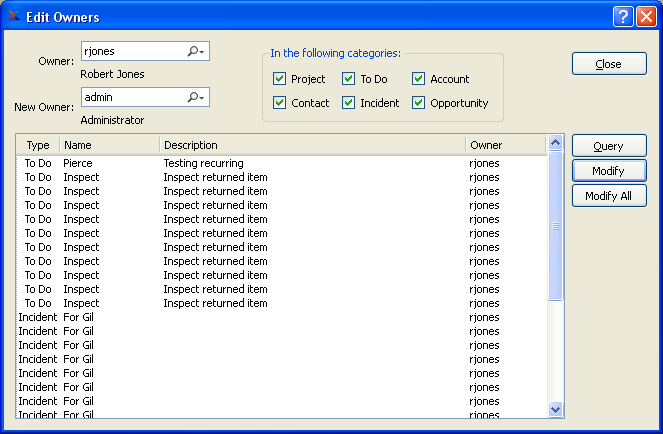 Edit Owners
Owner: rjones
Robert Jones
New Owner: admin
Administrator
In the following categories:
Project To Do Account
Contact Incident Opportunity
Close
Query
Modify
Modify All
Type Name Description Owner
To Do Pierce Testing recurring rjones
To Do Inspect Inspect returned item rjones
To Do Inspect Inspect returned item rjones
To Do Inspect Inspect returned item rjones
To Do Inspect Inspect returned item rjones
To Do Inspect Inspect returned item rjones
To Do Inspect Inspect returned item rjones
To Do Inspect Inspect returned item rjones
To Do Inspect Inspect returned item rjones
To Do Inspect Inspect returned item rjones
To Do Inspect Inspect returned item rjones
Incident For Gil rjones
Incident For Gil rjones
Incident For Gil rjones
Incident For Gil rjones
Incident For Gil rjones
Incident For Gil rjones
Incident For Gil rjones
Incident For Gil rjones